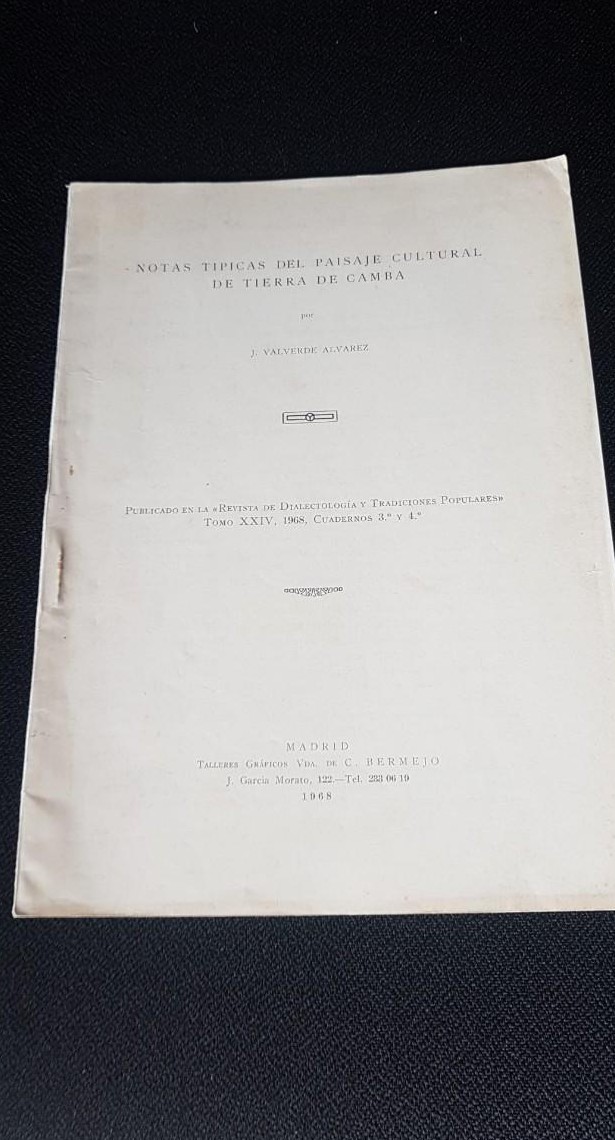 NOTAS TIPICAS DEL PAISAJE CULTURAL
DE TIERRA DE CAMBA
por
J. VALVERDE ALVAREZ
PUBLICADO EN LA «REVISTA DE DIALECTOLOGÍA Y TRADICIONES POPULARES»
TOMO XXIV, 1968, CUADERNOS 3.º Y 4.º
MADRID
TALLERES GRÁFICOS VDA. DE C. BERMEJO
J. García Morato, 122.—Tel. 233 06 19
1968